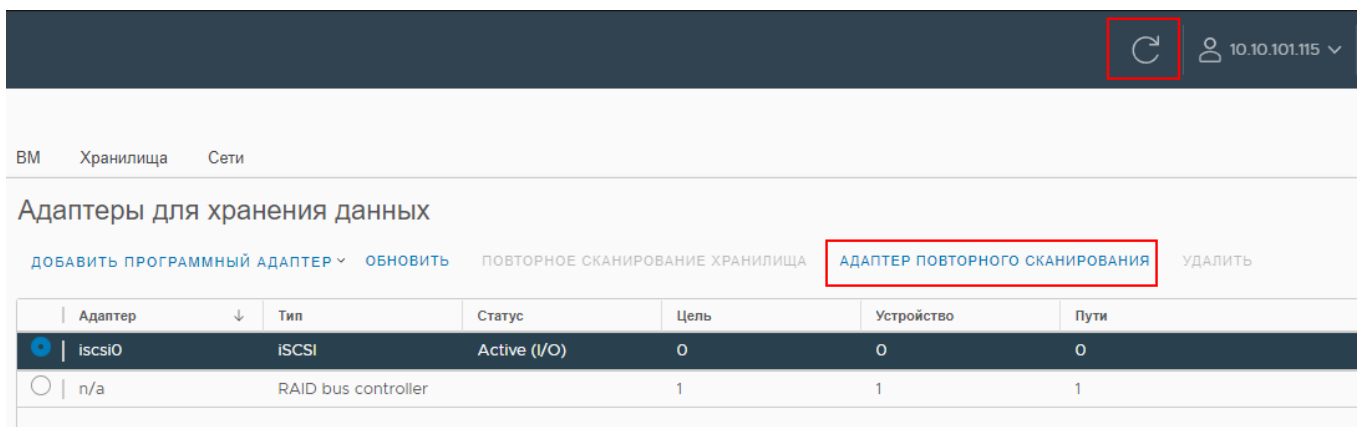 10.10.101.115
ВМ Хранилища Сети
Адаптеры для хранения данных
ДОБАВИТЬ ПРОГРАММНЫЙ АДАПТЕР ОБНОВИТЬ ПОВТОРНОЕ СКАНИРОВАНИЕ ХРАНИЛИЩА АДАПТЕР ПОВТОРНОГО СКАНИРОВАНИЯ УДАЛИТЬ
Адаптер Тип Статус Цель Устройство Пути
iscsi0 iSCSI Active (I/O) 0 0 0
n/a RAID bus controller 1 1 1